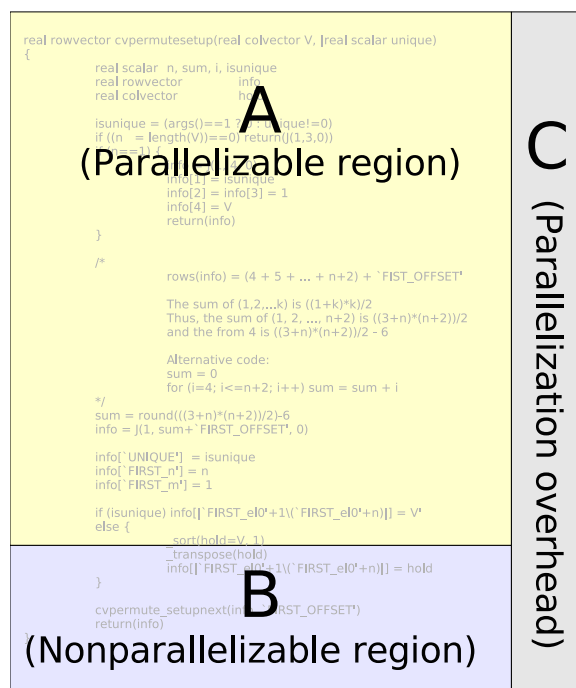 real rowvector cvpermutesetup(real colvector V, |real scalar unique)
{
real scalar n, sum, i, isunique
real rowvector info
real colvector
A
isunique = (args()==1
if ((n = length(V))==0) return(J(1,3,0))
(Parallelizable region)
info[1] = isunique
info[2] = info[3] = 1
info[4] = V
return(info)
}
/*
rows(info) = (4 + 5 + ... + n+2) + `FIST_OFFSET'
The sum of (1,2,...k) is ((1+k)*k)/2
Thus, the sum of (1, 2, ..., n+2) is ((3+n)*(n+2))/2
and the from 4 is ((3+n)*(n+2))/2 - 6
Alternative code:
sum = 0
for (i=4; i<=n+2; i++) sum = sum + i
*/
sum = round(((3+n)*(n+2))/2)-6
info = J(1, sum+`FIRST_OFFSET', 0)
info[`UNIQUE'] = isunique
info[`FIRST_n'] = n
info[`FIRST_m'] = 1
if (isunique) info[|`FIRST_el0'+1\(`FIRST_el0'+n)|] = V'
else {
_sort(hold=V, 1)
_transpose(hold)
info[|`FIRST_el0'+1\(`FIRST_el0'+n)|] = hold
}
B
cvpermute_setupnext(info, `FIRST_OFFSET')
return(info)
}
(Nonparallelizable region)
C
(Parallelization overhead)